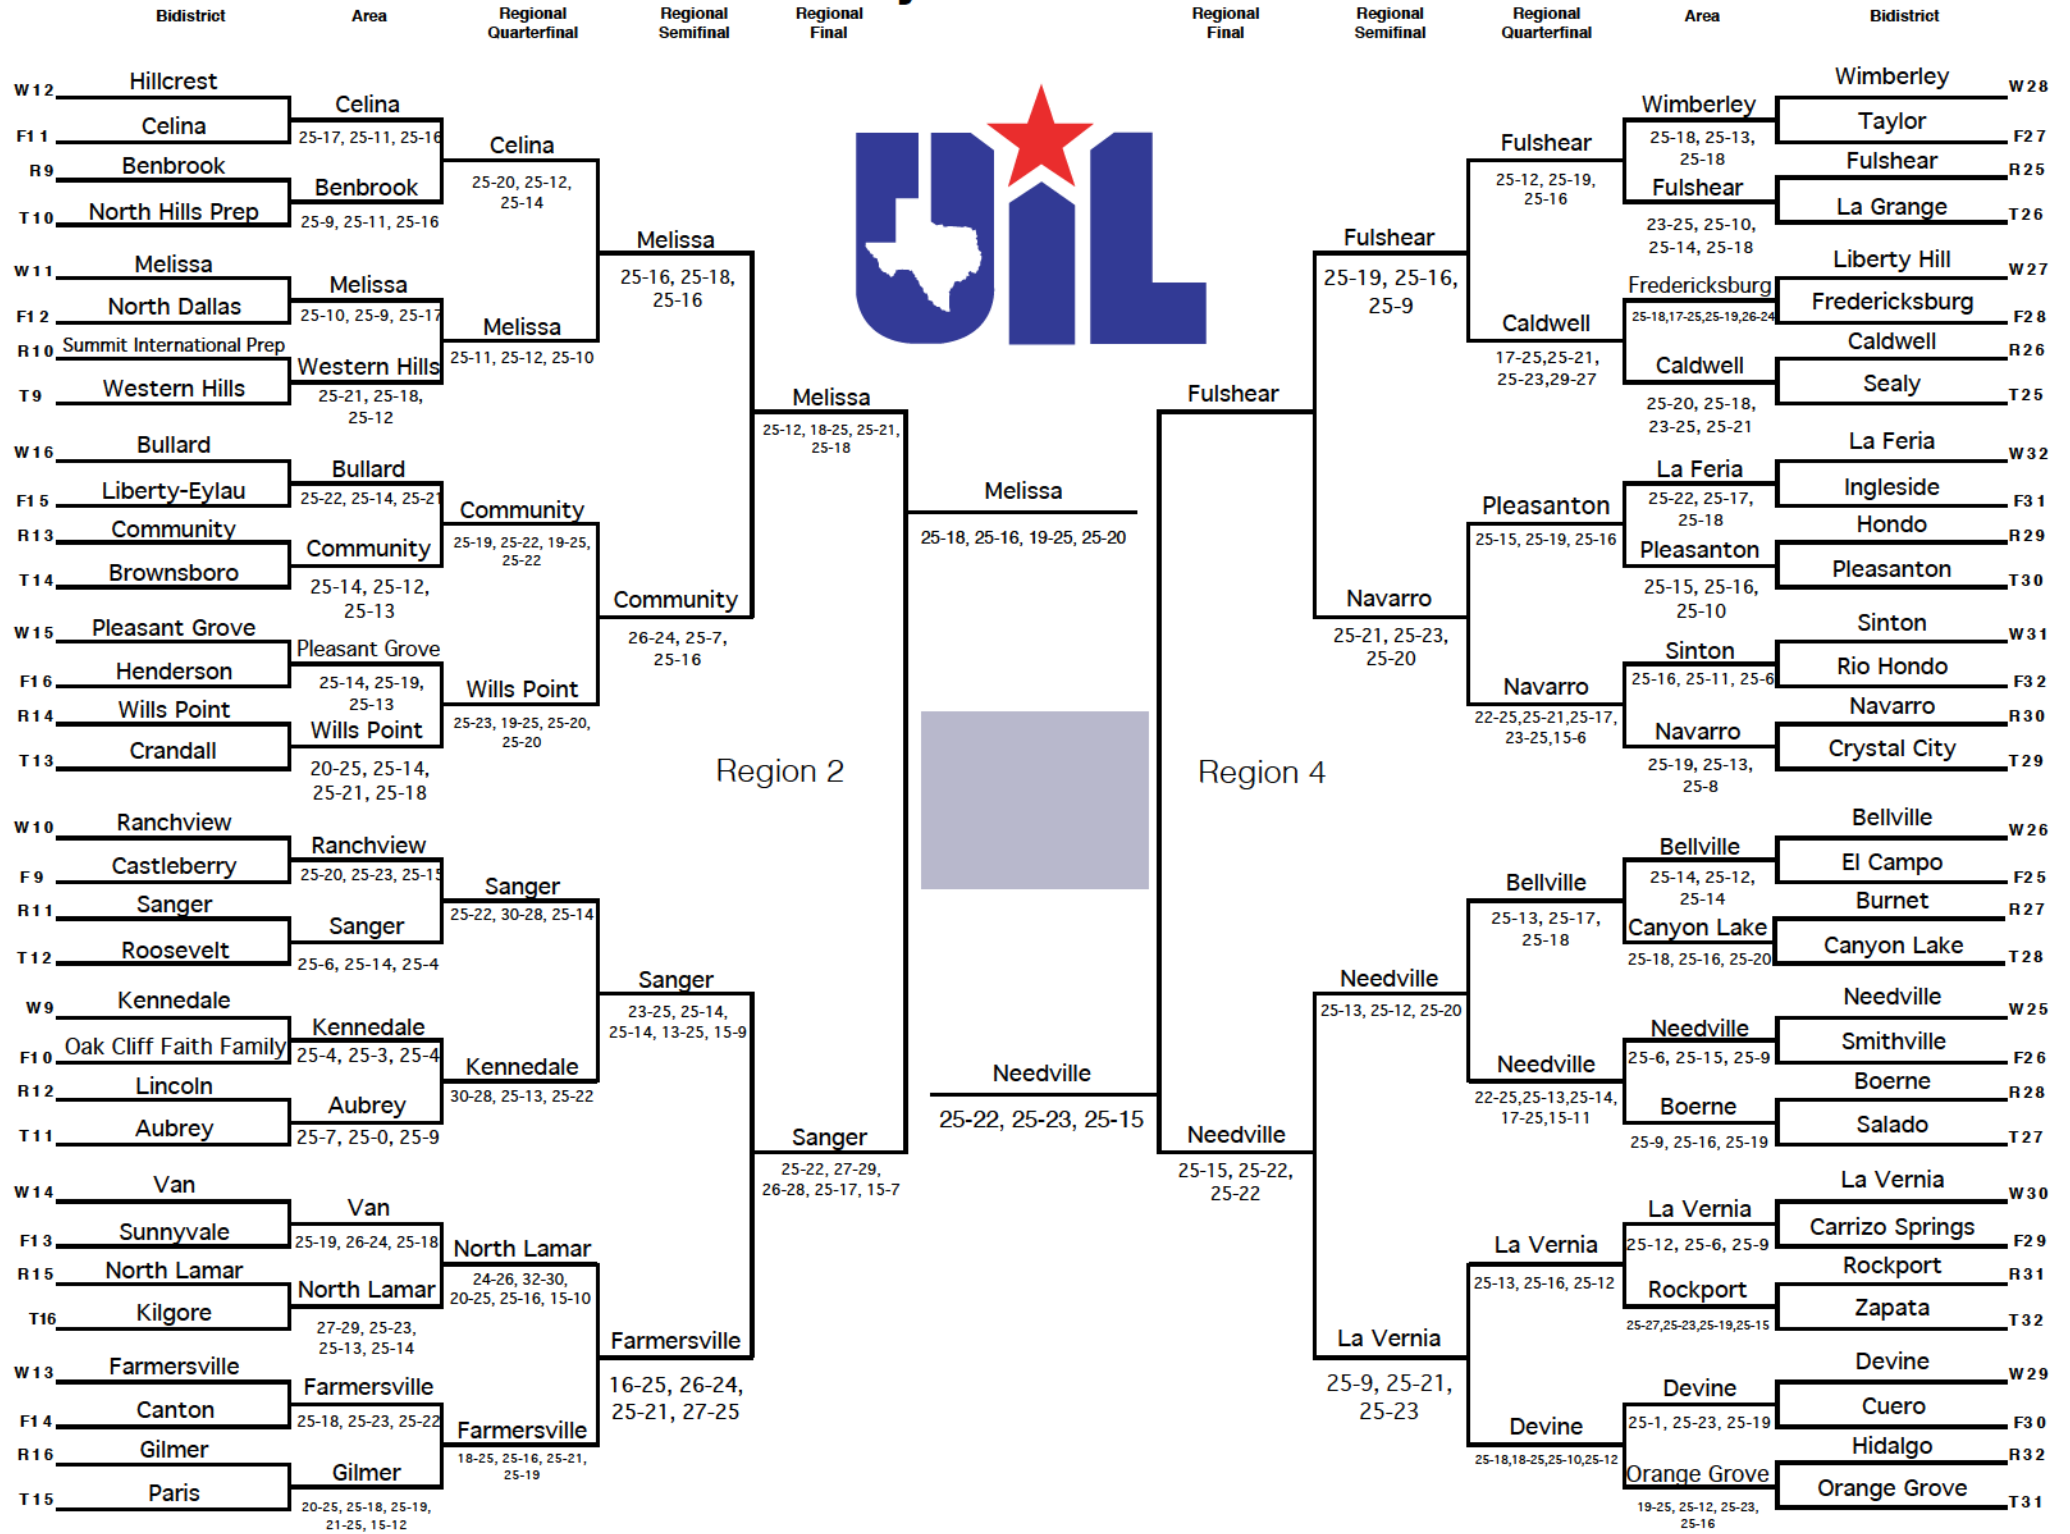 Bidistrict
Area
Regional
Quarterfinal
Regional
Semifinal
Regional
Final
Regional
Final
Regional
Semifinal
Regional
Quarterfinal
Area
Bidistrict
W12
Hillcrest
F11
Celina
R9
Benbrook
T10
North Hills Prep
W11
Melissa
F12
North Dallas
R10
Summit International Prep
T9
Western Hills
W16
Bullard
F15
Liberty-Eylau
R13
Community
T14
Brownsboro
W15
Pleasant Grove
F16
Henderson
R14
Wills Point
T13
Crandall
W10
Ranchview
F9
Castleberry
R11
Sanger
T12
Roosevelt
W9
Kennedale
F10
Oak Cliff Faith Family
R12
Lincoln
T11
Aubrey
W14
Van
F13
Sunnyvale
R15
North Lamar
T16
Kilgore
W13
Farmersville
F14
Canton
R16
Gilmer
T15
Paris
Celina
25-17, 25-11, 25-16
Benbrook
25-9, 25-11, 25-16
Melissa
25-10, 25-9, 25-17
Western Hills
25-21, 25-18,
25-12
Bullard
25-22, 25-14, 25-21
Community
25-14, 25-12,
25-13
Pleasant Grove
25-14, 25-19,
25-13
Wills Point
20-25, 25-14,
25-21, 25-18
Ranchview
25-20, 25-23, 25-15
Sanger
25-6, 25-14, 25-4
Kennedale
25-4, 25-3, 25-4
Aubrey
25-7, 25-0, 25-9
Van
25-19, 26-24, 25-18
North Lamar
27-29, 25-23,
25-13, 25-14
Farmersville
25-18, 25-23, 25-22
Gilmer
20-25, 25-18, 25-19,
21-25, 15-12
Celina
25-20, 25-12,
25-14
Melissa
25-11, 25-12, 25-10
Community
25-19, 25-22, 19-25,
25-22
Wills Point
25-23, 19-25, 25-20,
25-20
Sanger
25-22, 30-28, 25-14
Kennedale
30-28, 25-13, 25-22
North Lamar
24-26, 32-30,
20-25, 25-16, 15-10
Farmersville
18-25, 25-16, 25-21,
25-19
Melissa
25-16, 25-18,
25-16
Community
26-24, 25-7,
25-16
Sanger
23-25, 25-14,
25-14, 13-25, 15-9
Farmersville
16-25, 26-24,
25-21, 27-25
Melissa
25-12, 18-25, 25-21,
25-18
Sanger
25-22, 27-29,
26-28, 25-17, 15-7
Melissa
25-18, 25-16, 19-25, 25-20
UiL
Region 2
Region 4
Needville
25-22, 25-23, 25-15
Fulshear
Needville
25-15, 25-22,
25-22
Fulshear
25-19, 25-16,
25-9
Navarro
25-21, 25-23,
25-20
Needville
25-13, 25-12, 25-20
La Vernia
25-9, 25-21,
25-23
Fulshear
25-12, 25-19,
25-16
Caldwell
17-25,25-21,
25-23,29-27
Pleasanton
25-15, 25-19, 25-16
Navarro
22-25,25-21,25-17,
23-25,15-6
Bellville
25-13, 25-17,
25-18
Needville
22-25,25-13,25-14,
17-25,15-11
La Vernia
25-13, 25-16, 25-12
Devine
25-18,18-25,25-10,25-12
Wimberley
25-18, 25-13,
25-18
Fulshear
23-25, 25-10,
25-14, 25-18
Fredericksburg
25-18,17-25,25-19,26-24
Caldwell
25-20, 25-18,
23-25, 25-21
La Feria
25-22, 25-17,
25-18
Pleasanton
25-15, 25-16,
25-10
Sinton
25-16, 25-11, 25-6
Navarro
25-19, 25-13,
25-8
Bellville
25-14, 25-12,
25-14
Canyon Lake
25-18, 25-16, 25-20
Needville
25-6, 25-15, 25-9
Boerne
25-9, 25-16, 25-19
La Vernia
25-12, 25-6, 25-9
Rockport
25-27,25-23,25-19,25-15
Devine
25-1, 25-23, 25-19
Orange Grove
19-25, 25-12, 25-23,
25-16
Wimberley
W28
Taylor
F27
Fulshear
R25
La Grange
T26
Liberty Hill
W27
Fredericksburg
F28
Caldwell
R26
Sealy
T25
La Feria
W32
Ingleside
F31
Hondo
R29
Pleasanton
T30
Sinton
W31
Rio Hondo
F32
Navarro
R30
Crystal City
T29
Bellville
W26
El Campo
F25
Burnet
R27
Canyon Lake
T28
Needville
W25
Smithville
F26
Boerne
R28
Salado
T27
La Vernia
W30
Carrizo Springs
F29
Rockport
R31
Zapata
T32
Devine
W29
Cuero
F30
Hidalgo
R32
Orange Grove
T31